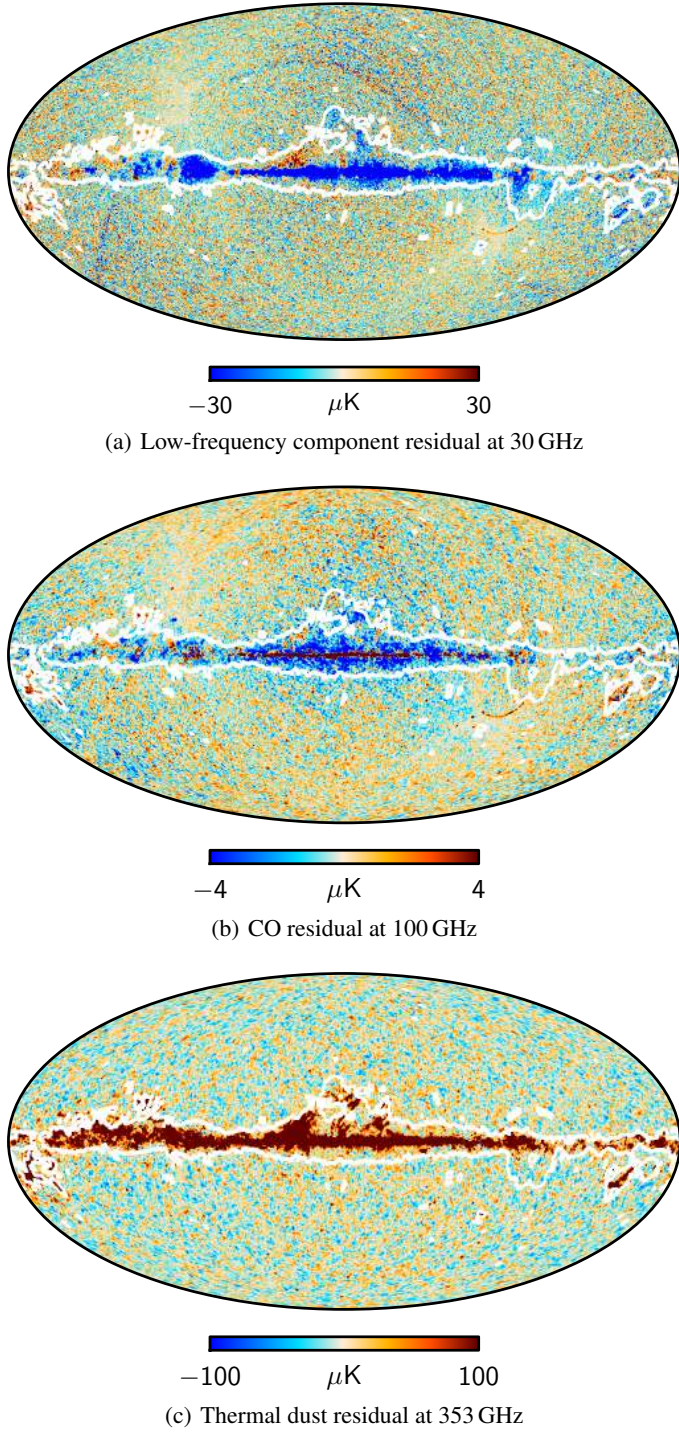 −30 μK 30
(a) Low-frequency component residual at 30 GHz
−4 μK 4
(b) CO residual at 100 GHz
−100 μK 100
(c) Thermal dust residual at 353 GHz